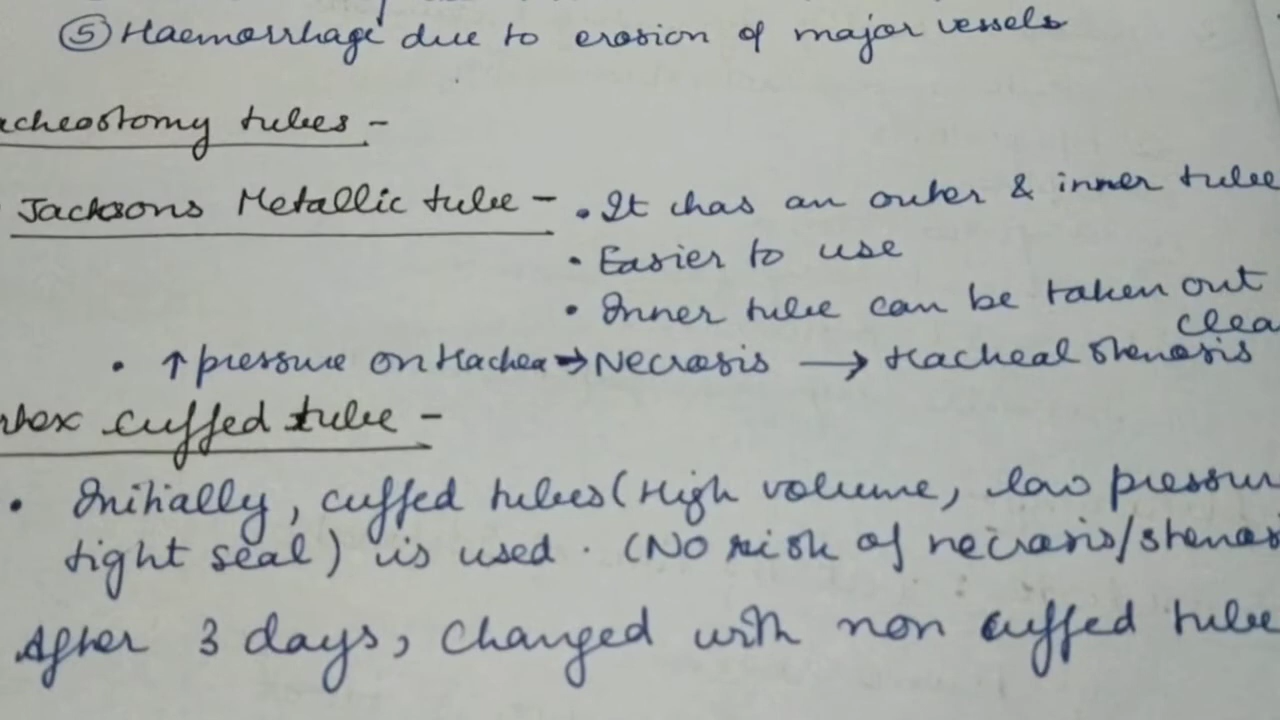 ⑤ Haemorrhage due to erosion of major vessels
acheostomy tubes -
Jacksons Metallic tube - • It has an outer & inner tube
• Easier to use
• Inner tube can be taken out
clea
• ↑ pressure on trachea → Necrosis → tracheal stenosis
cuffed tube -
• Initially, cuffed tubes (High volume, low pressur
tight seal) is used. (No risk of necrosis/stenos
After 3 days, Changed with non cuffed tube